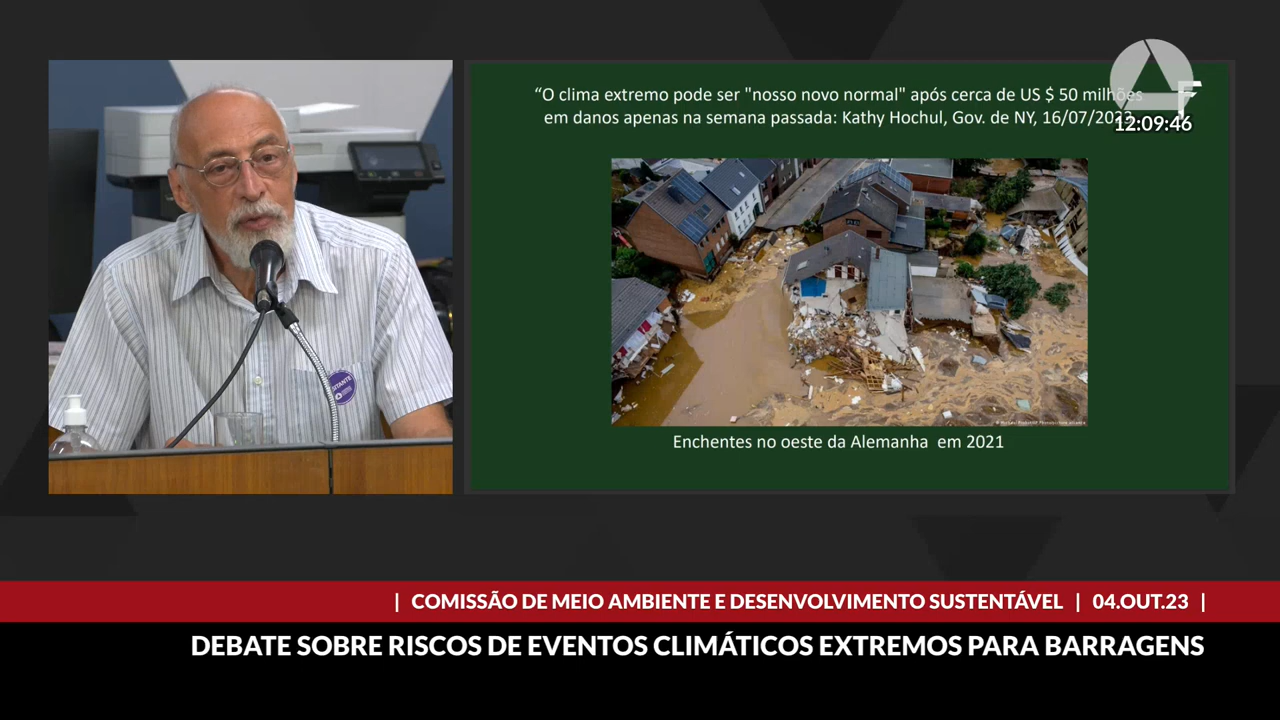 “O clima extremo pode ser "nosso novo normal" após cerca de US $ 50 milhões
em danos apenas na semana passada: Kathy Hochul, Gov. de NY, 16/07/2023
12:09:46
Enchentes no oeste da Alemanha em 2021
| COMISSÃO DE MEIO AMBIENTE E DESENVOLVIMENTO SUSTENTÁVEL | 04.OUT.23 |
DEBATE SOBRE RISCOS DE EVENTOS CLIMÁTICOS EXTREMOS PARA BARRAGENS